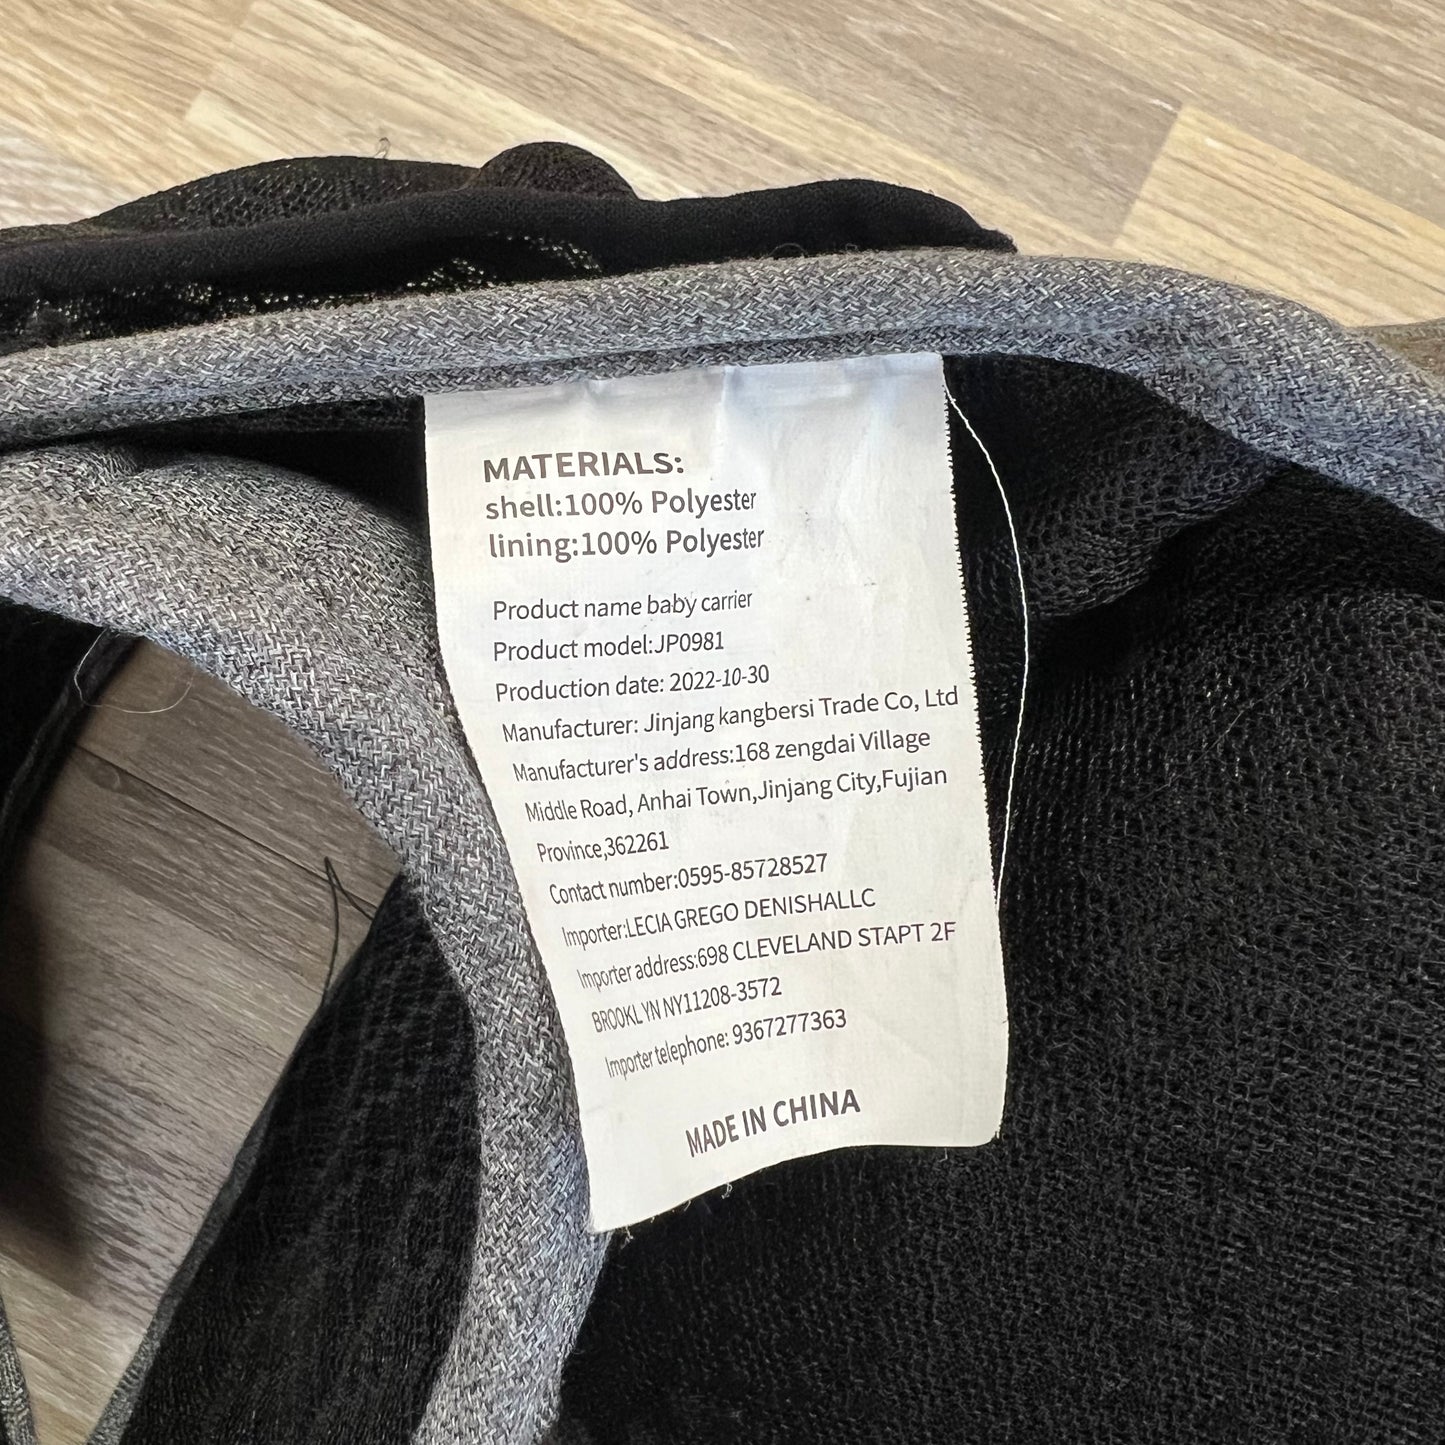 MATERIALS:
shell:100% Polyester
lining:100% Polyester
Product name baby carrier
Product model:JP0981
Production date: 2022-10-30
Manufacturer: Jinjang kangbersi Trade Co, Ltd
Manufacturer's address:168 zengdai Village
Middle Road, Anhai Town,Jinjang City,Fujian
Province,362261
Contact number:0595-85728527
Importer:LECIA GREGO DENISHALLC
Importer address:698 CLEVELAND STAPT 2F
BROOKLYN NY11208-3572
Importer telephone: 9367277363
MADE IN CHINA